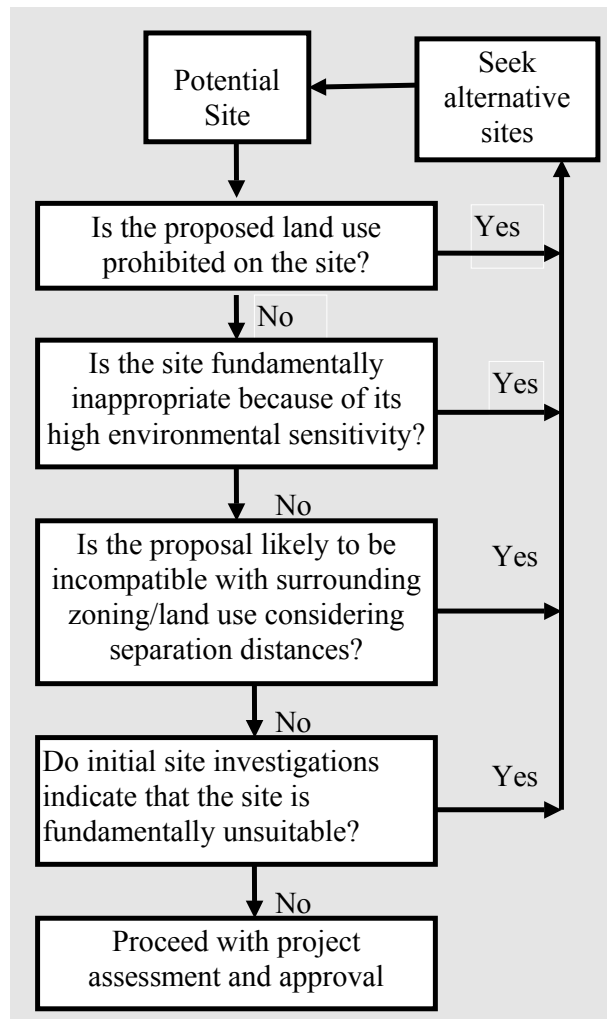 Potential
Site
Seek
alternative
sites
Is the proposed land use
prohibited on the site?
Yes
No
Is the site fundamentally
inappropriate because of its
high environmental sensitivity?
Yes
No
Is the proposal likely to be
incompatible with surrounding
zoning/land use considering
separation distances?
Yes
No
Do initial site investigations
indicate that the site is
fundamentally unsuitable?
Yes
No
Proceed with project
assessment and approval